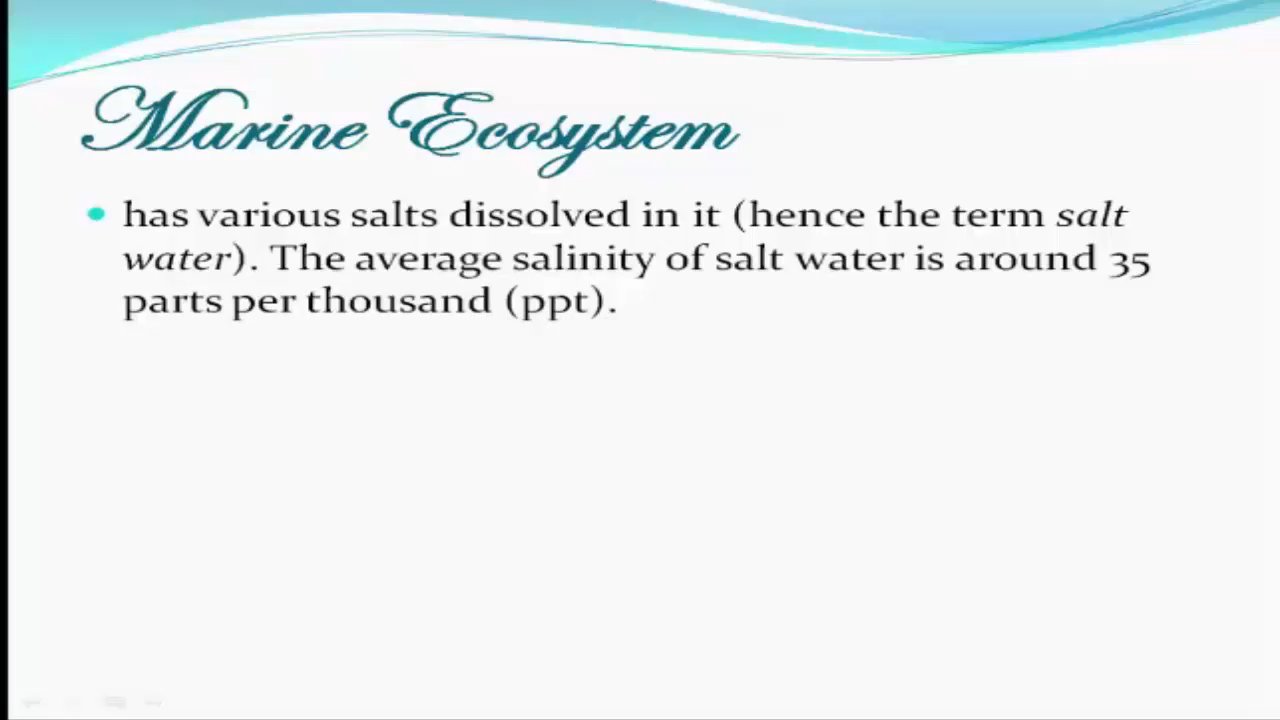 Marine Ecosystem
has various salts dissolved in it (hence the term salt
water). The average salinity of salt water is around 35
parts per thousand (ppt).